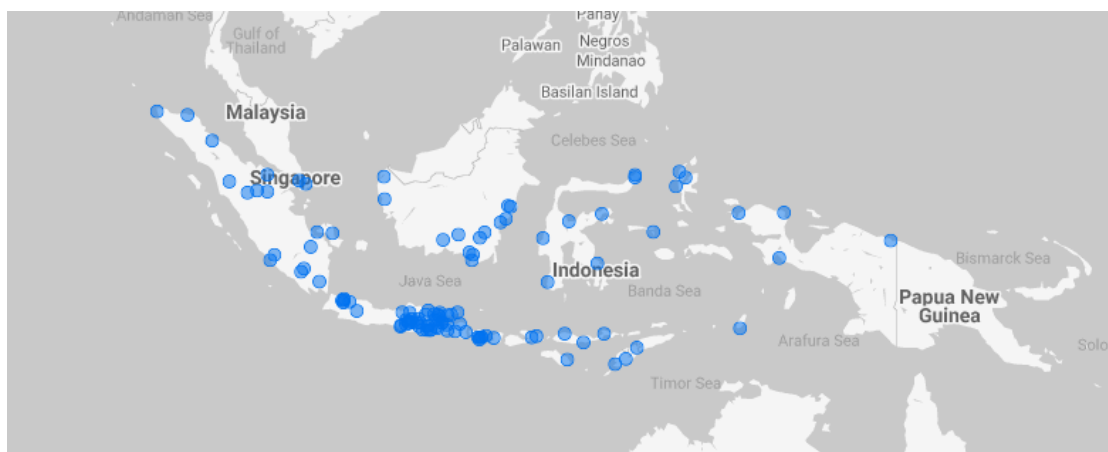 Andaman Sea
Gulf of
Thailand
Palawan
Panay
Negros
Mindanao
Basilan Island
Malaysia
Celebes Sea
Singapore
Java Sea
Indonesia
Banda Sea
Bismarck Sea
Papua New
Guinea
Arafura Sea
Solo
Timor Sea